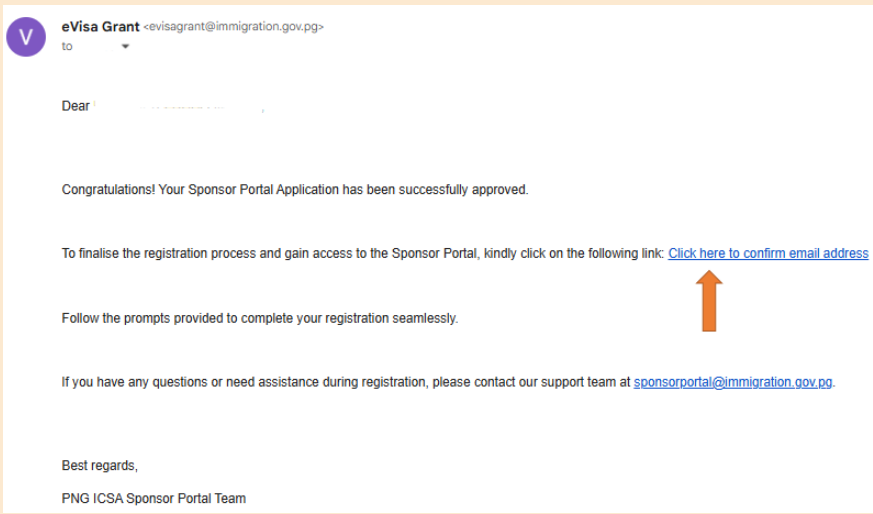 V
eVisa Grant <evisagrant@immigration.gov.pg>
to
Dear
Congratulations! Your Sponsor Portal Application has been successfully approved.
To finalise the registration process and gain access to the Sponsor Portal, kindly click on the following link: Click here to confirm email address
Follow the prompts provided to complete your registration seamlessly.
If you have any questions or need assistance during registration, please contact our support team at sponsorportal@immigration.gov.pg.
Best regards,
PNG ICSA Sponsor Portal Team